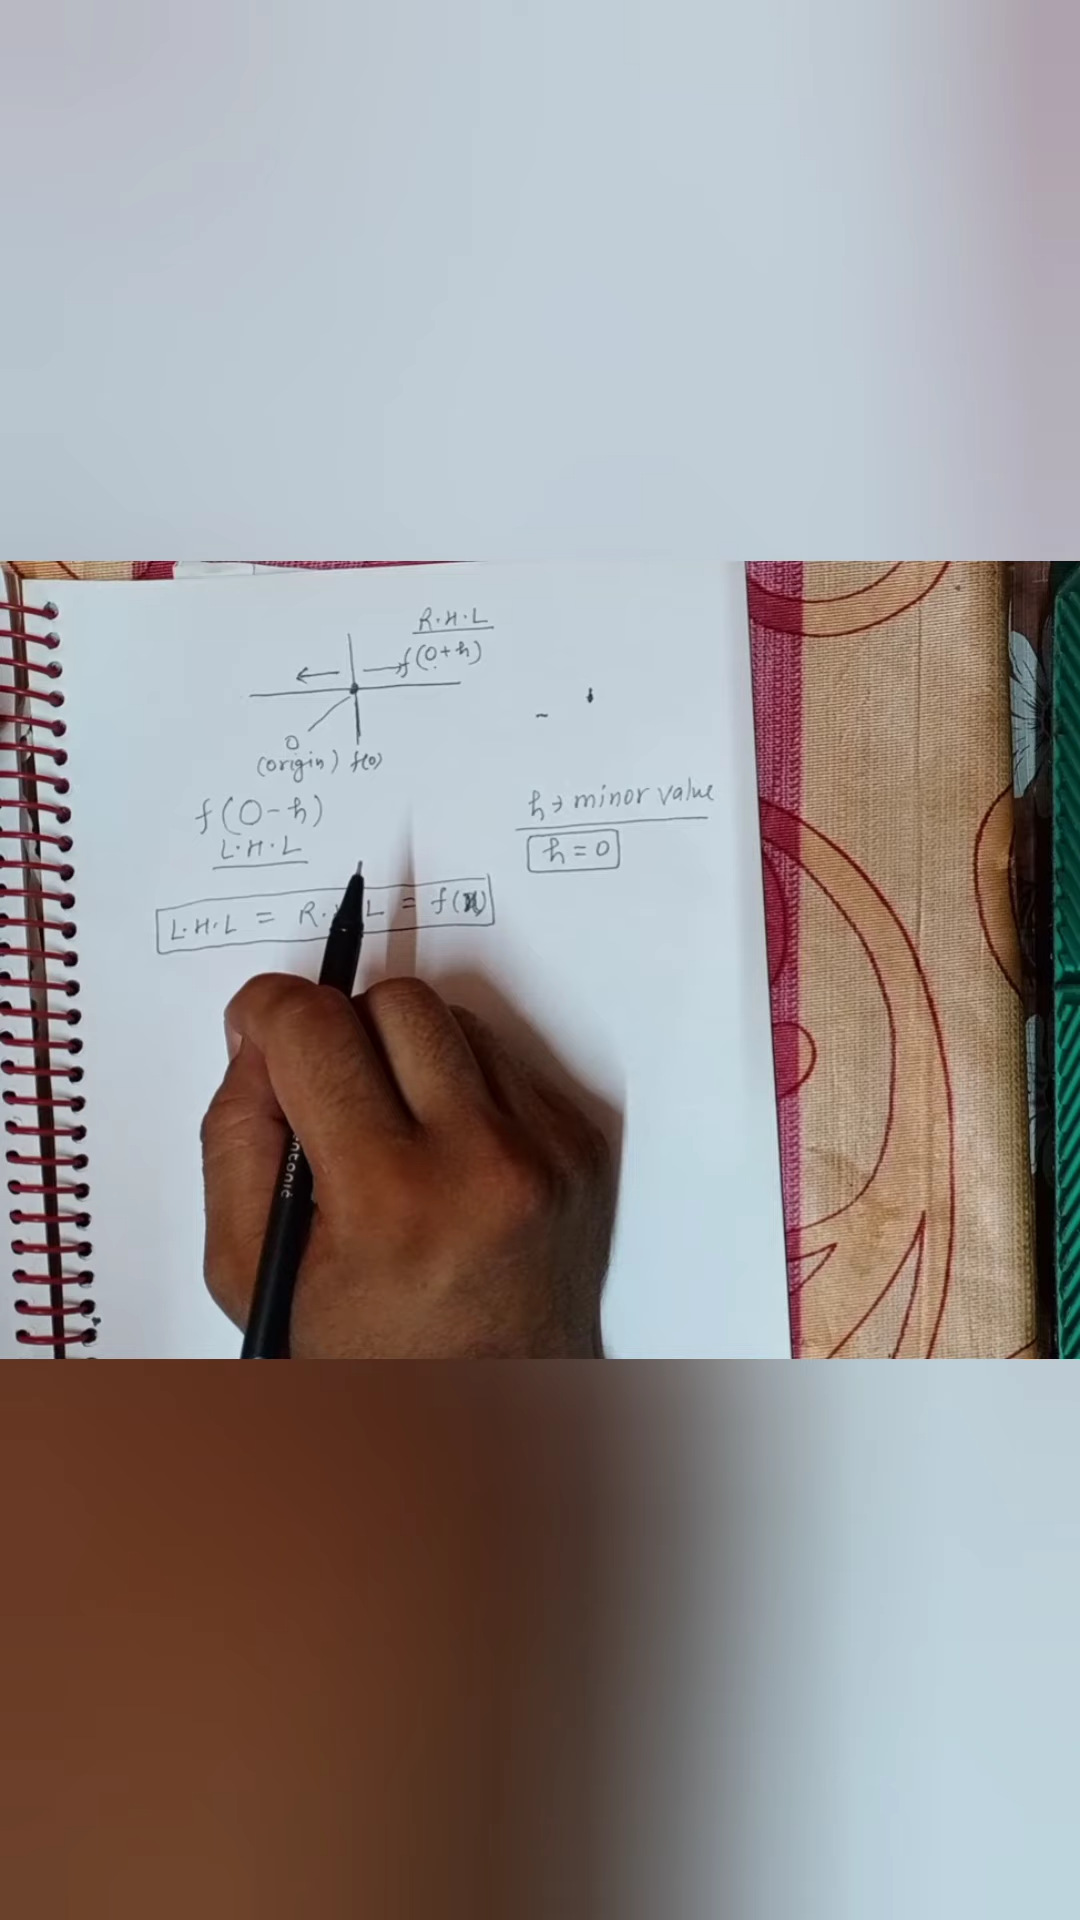 R.H.L
f(0+h)
0
(origin) f(0)
f(0-h)
L.H.L
h→ minor value
h = 0
L.H.L = R. L = f(